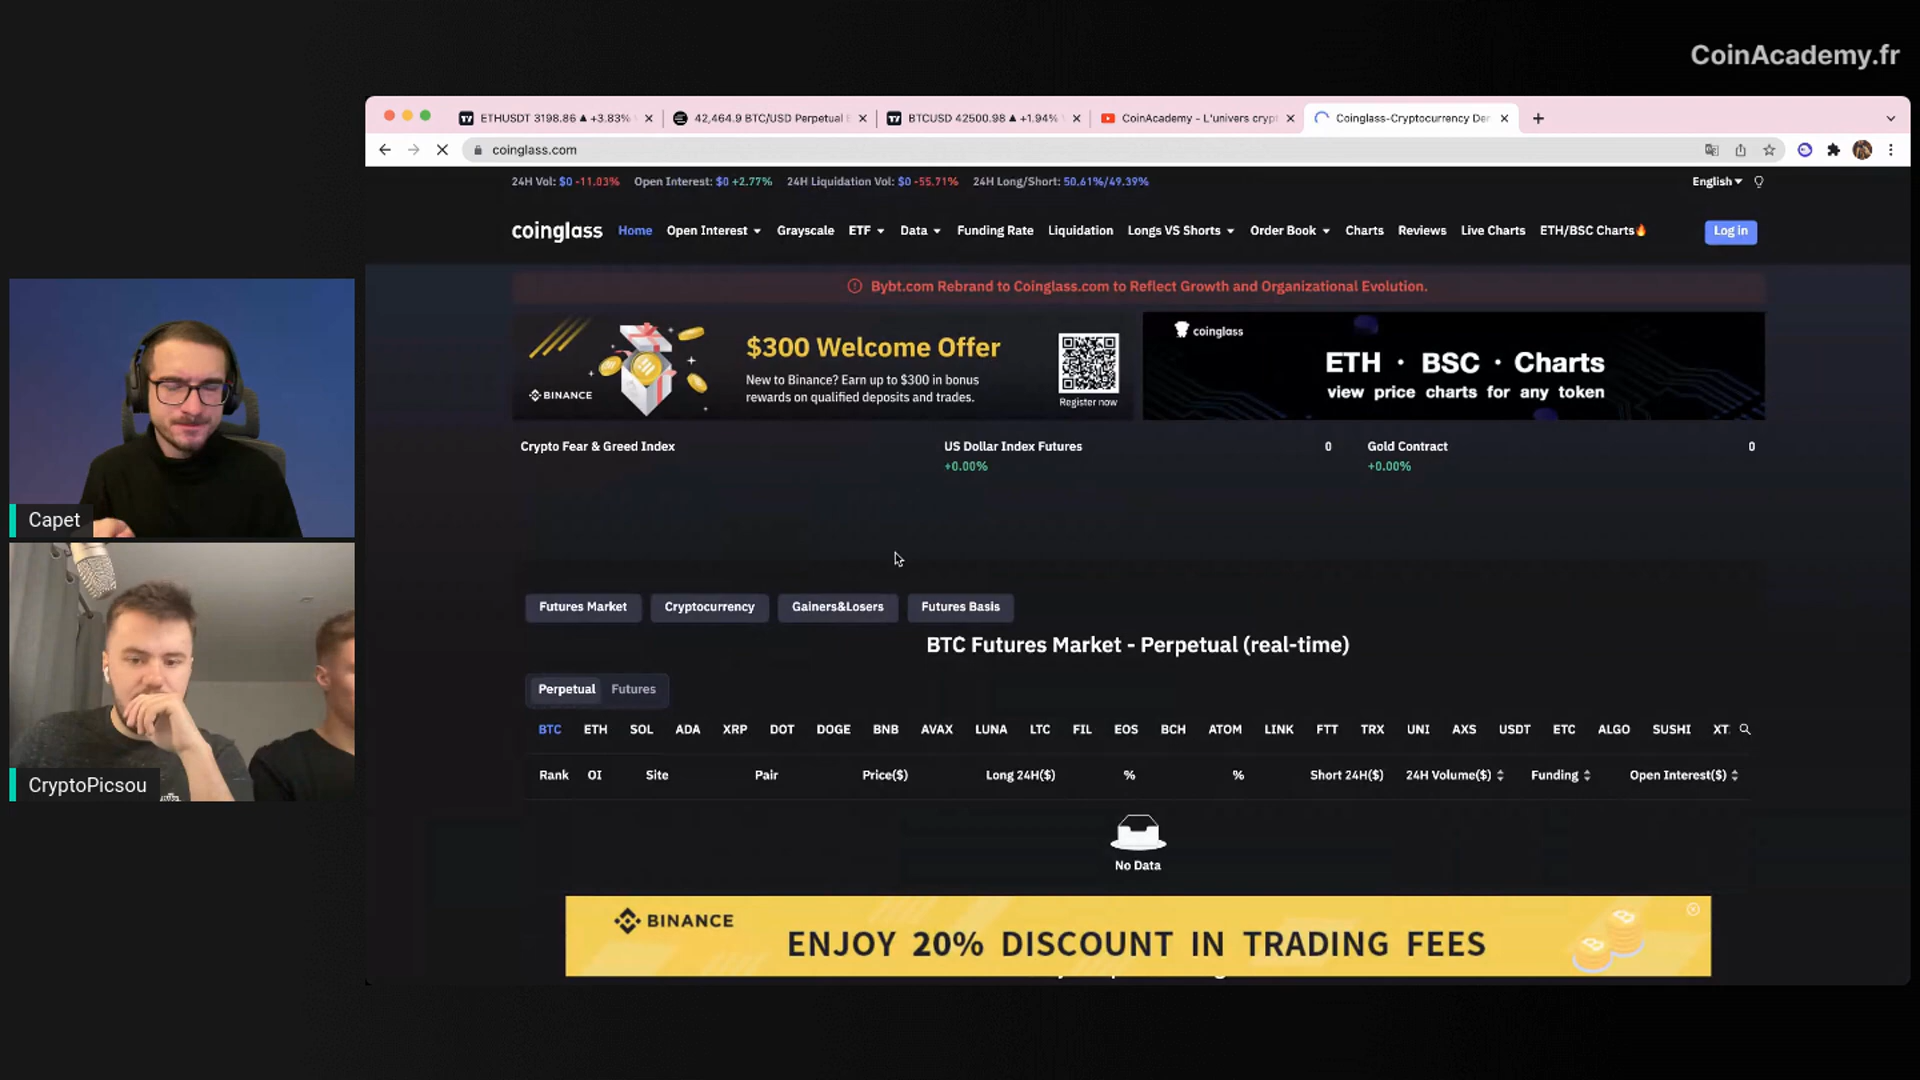 CoinAcademy.fr
ETHUSDT 3198.86 ▲ +3.83%
42,464.9 BTC/USD Perpetual
BTCUSD 42500.98 ▲ +1.94%
CoinAcademy - L'univers crypt
Coinglass-Cryptocurrency Der
coinglass.com
24H Vol: $0 -11.03% Open Interest: $0 +2.77% 24H Liquidation Vol: $0 -55.71% 24H Long/Short: 50.61%/49.39% English
coinglass Home Open Interest Grayscale ETF Data Funding Rate Liquidation Longs VS Shorts Order Book Charts Reviews Live Charts ETH/BSC Charts🔥 Log in
Bybt.com Rebrand to Coinglass.com to Reflect Growth and Organizational Evolution.
BINANCE
$300 Welcome Offer
New to Binance? Earn up to $300 in bonus
rewards on qualified deposits and trades.
Register now
coinglass
ETH · BSC · Charts
view price charts for any token
Crypto Fear & Greed Index
US Dollar Index Futures 0
+0.00%
Gold Contract 0
+0.00%
Futures Market Cryptocurrency Gainers&Losers Futures Basis
BTC Futures Market - Perpetual (real-time)
Perpetual Futures
BTC ETH SOL ADA XRP DOT DOGE BNB AVAX LUNA LTC FIL EOS BCH ATOM LINK FTT TRX UNI AXS USDT ETC ALGO SUSHI XT
Rank OI Site Pair Price($) Long 24H($) % % Short 24H($) 24H Volume($) Funding Open Interest($)
No Data
BINANCE
ENJOY 20% DISCOUNT IN TRADING FEES
Capet
CryptoPicsou